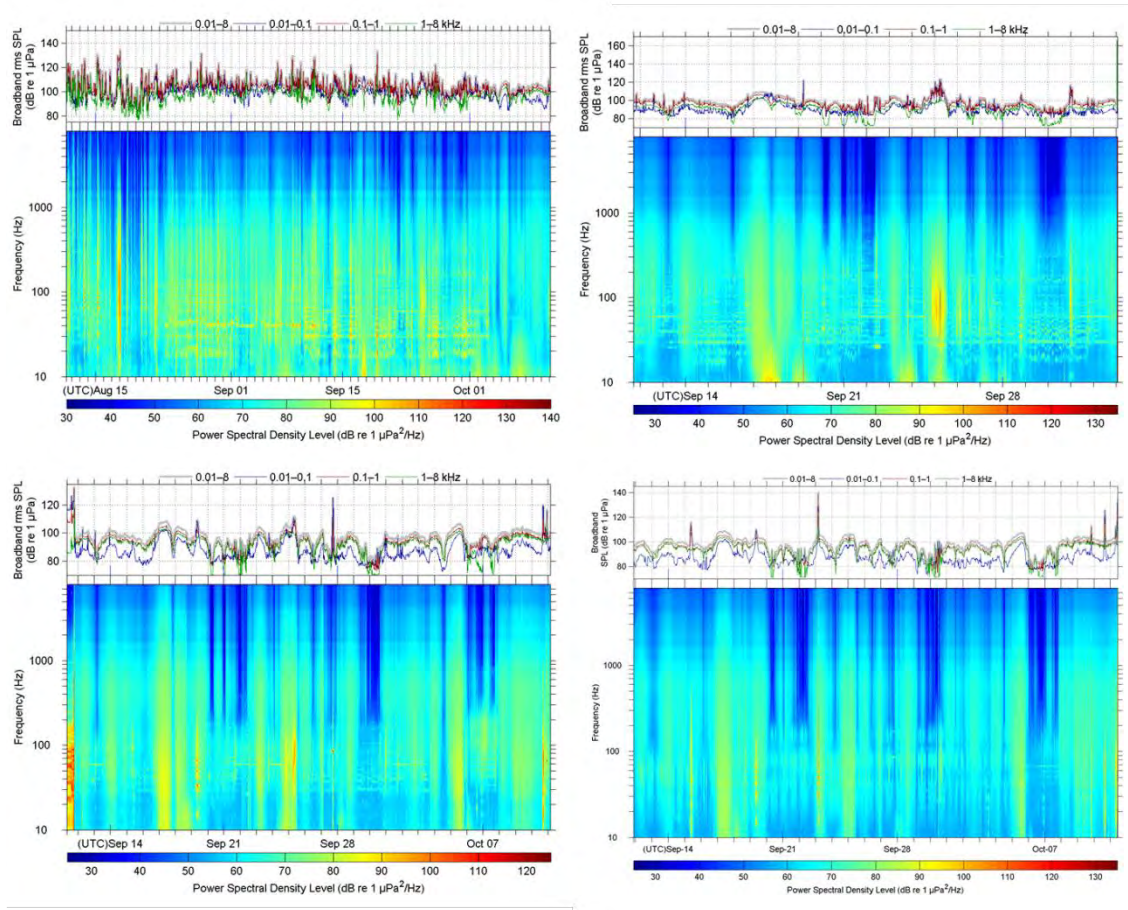 0.01–8 0.01–0.1 0.1–1 1–8 kHz
Broadband rms SPL
(dB re 1 µPa)
140
120
100
80
Frequency (Hz)
1000
100
10
(UTC)Aug 15 Sep 01 Sep 15 Oct 01
30 40 50 60 70 80 90 100 110 120 130 140
Power Spectral Density Level (dB re 1 µPa²/Hz)
0.01–8 0.01–0.1 0.1–1 1–8 kHz
Broadband rms SPL
(dB re 1 µPa)
160
140
120
100
80
Frequency (Hz)
1000
100
10
(UTC)Sep 14 Sep 21 Sep 28
30 40 50 60 70 80 90 100 110 120 130
Power Spectral Density Level (dB re 1 µPa²/Hz)
0.01–8 0.01–0.1 0.1–1 1–8 kHz
Broadband rms SPL
(dB re 1 µPa)
120
100
80
Frequency (Hz)
1000
100
10
(UTC)Sep 14 Sep 21 Sep 28 Oct 07
30 40 50 60 70 80 90 100 110 120 130
Power Spectral Density Level (dB re 1 µPa²/Hz)
0.01–8 0.01–0.1 0.1–1 1–8 kHz
Broadband
SPL (dB re 1 µPa)
140
120
100
80
Frequency (Hz)
1000
100
10
(UTC)Sep-14 Sep-21 Sep-28 Oct-07
30 40 50 60 70 80 90 100 110 120 130
Power Spectral Density Level (dB re 1 µPa²/Hz)